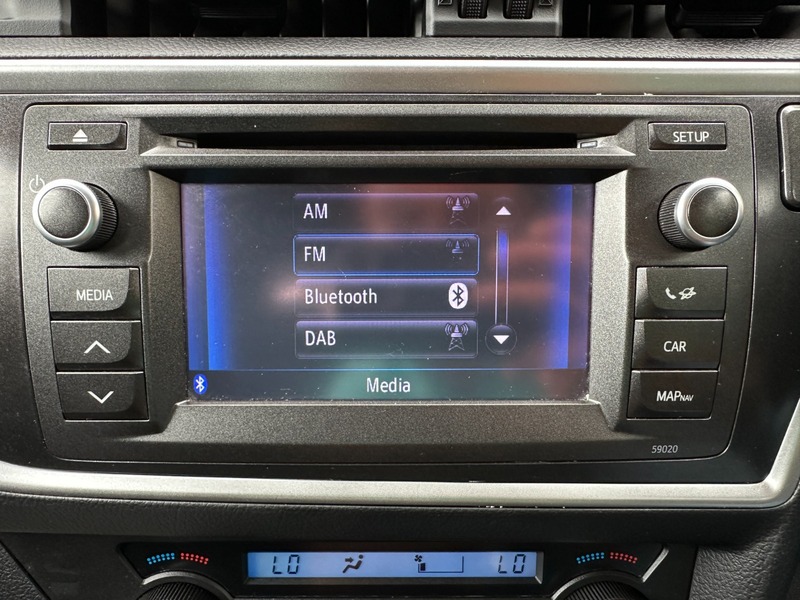 SETUP
AM
FM
MEDIA
Bluetooth
DAB
CAR
Media
MAPNAV
59020
LO
LO